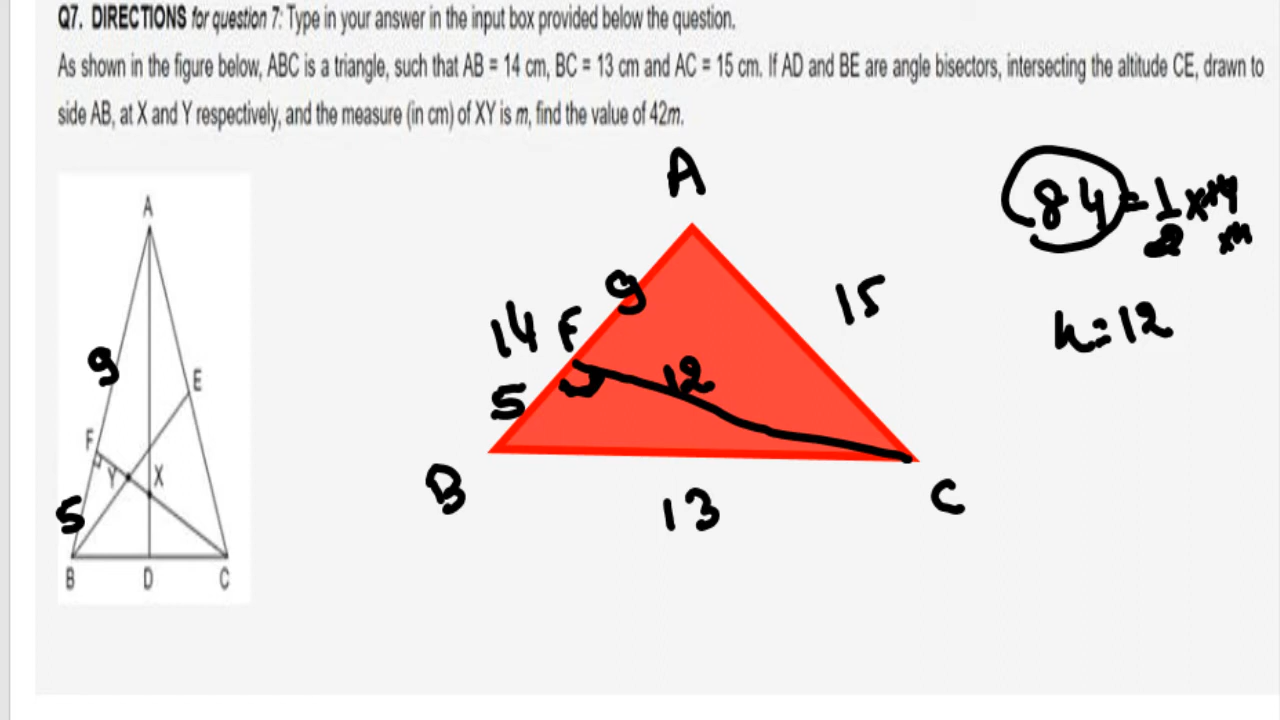 Q7. DIRECTIONS for question 7: Type in your answer in the input box provided below the question.
As shown in the figure below, ABC is a triangle, such that AB = 14 cm, BC = 13 cm and AC = 15 cm. If AD and BE are angle bisectors, intersecting the altitude CE, drawn to
side AB, at X and Y respectively, and the measure (in cm) of XY is m, find the value of 42m.
A
9
E
F
Y
X
5
B
D
C
A
9
14
F
15
12
5
B
13
C
84 = 1/2 x 14
x h
h = 12